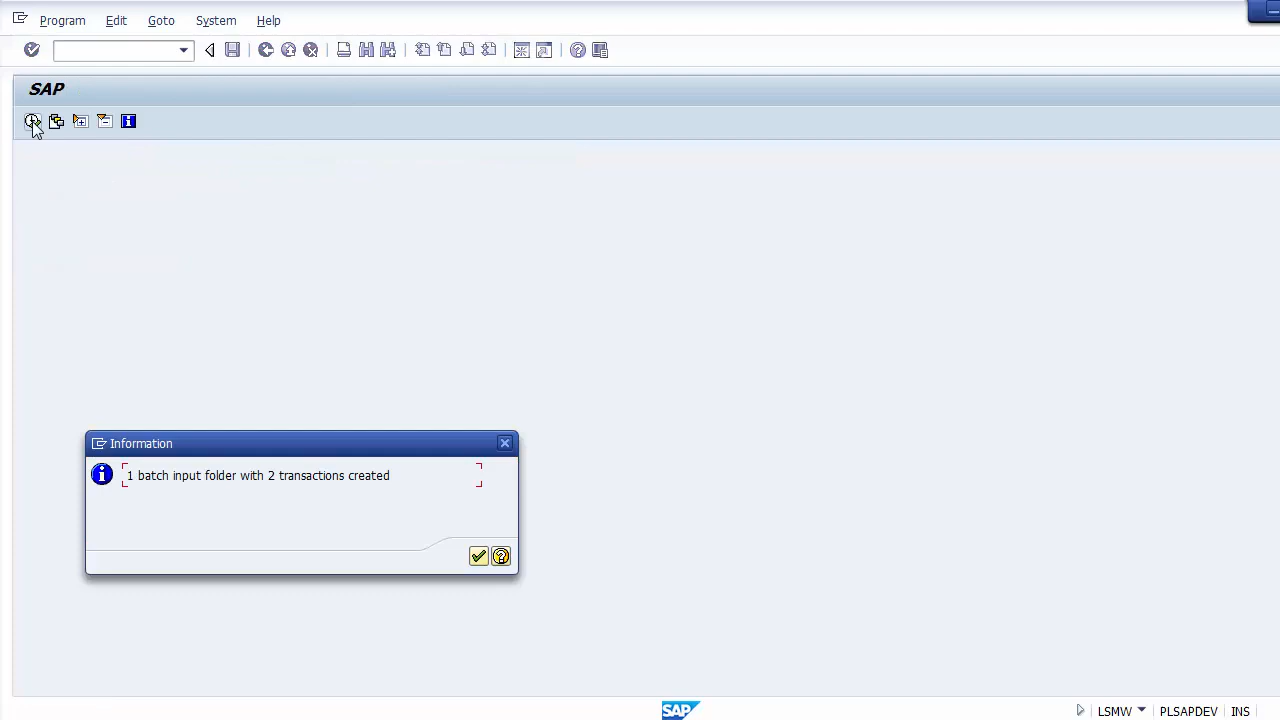 Program Edit Goto System Help
SAP
Information
1 batch input folder with 2 transactions created
SAP LSMW PLSAPDEV INS